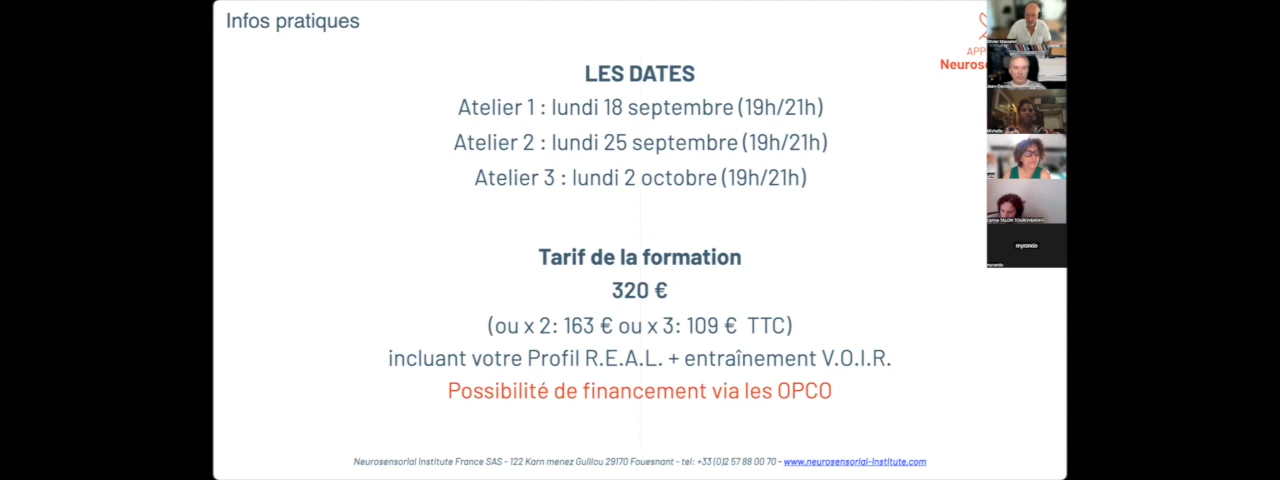 Infos pratiques
APP
Neuros
LES DATES
Atelier 1 : lundi 18 septembre (19h/21h)
Atelier 2 : lundi 25 septembre (19h/21h)
Atelier 3 : lundi 2 octobre (19h/21h)
Tarif de la formation
320 €
(ou x 2: 163 € ou x 3: 109 € TTC)
incluant votre Profil R.E.A.L. + entraînement V.O.I.R.
Possibilité de financement via les OPCO
Neurosensorial Institute France SAS - 122 Karn menez Guillou 29170 Fouesnant - tel: +33 (0)2 57 88 00 70 - www.neurosensorial-institute.com
Michelle